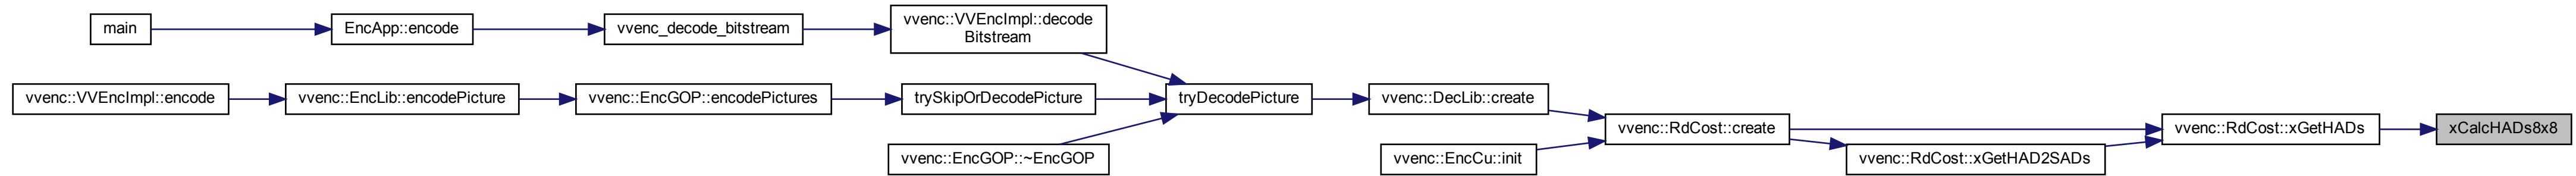 main
EncApp::encode
vvenc_decode_bitstream
vvenc::VVEncImpl::decode
Bitstream
vvenc::VVEncImpl::encode
vvenc::EncLib::encodePicture
vvenc::EncGOP::encodePictures
trySkipOrDecodePicture
tryDecodePicture
vvenc::DecLib::create
vvenc::EncGOP::~EncGOP
vvenc::EncCu::init
vvenc::RdCost::create
vvenc::RdCost::xGetHAD2SADs
vvenc::RdCost::xGetHADs
xCalcHADs8x8